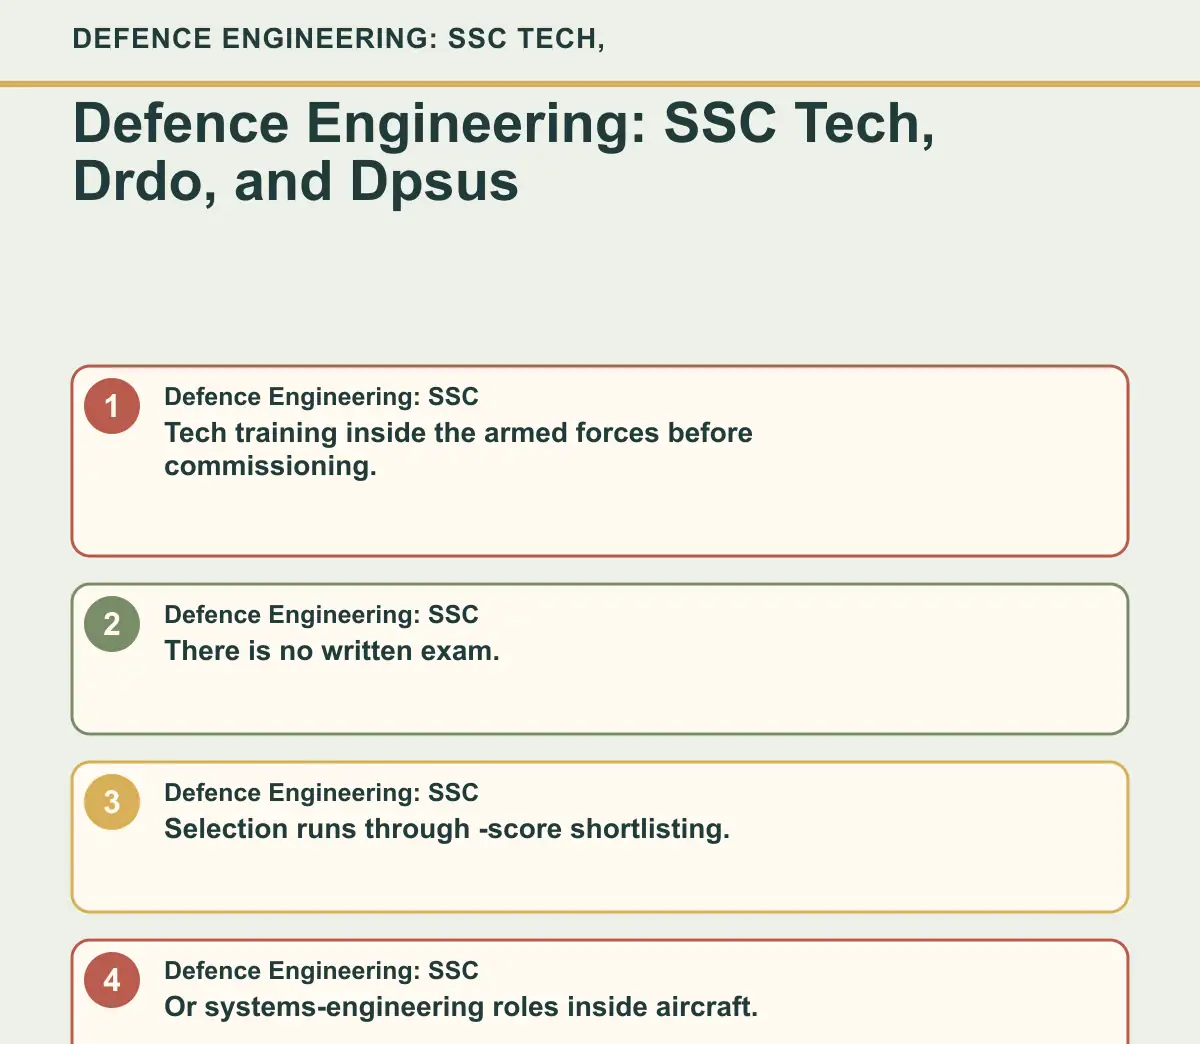 DEFENCE ENGINEERING: SSC TECH,
Defence Engineering: SSC Tech,
Drdo, and Dpsus
1
Defence Engineering: SSC
Tech training inside the armed forces before
commissioning.
2
Defence Engineering: SSC
There is no written exam.
3
Defence Engineering: SSC
Selection runs through -score shortlisting.
4
Defence Engineering: SSC
Or systems-engineering roles inside aircraft.